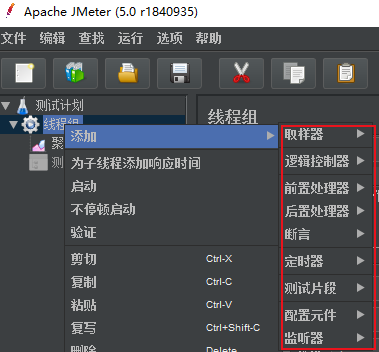 Apache JMeter (5.0 r1840935)
文件 编辑 查找 运行 选项 帮助
测试计划
线程组
聚
测
线程组
添加
为子线程添加响应时间
启动
不停顿启动
验证
剪切 Ctrl-X
复制 Ctrl-C
粘贴 Ctrl-V
复写 Ctrl+Shift-C
删除 Delete
取样器
逻辑控制器
前置处理器
后置处理器
断言
定时器
测试片段
配置元件
监听器